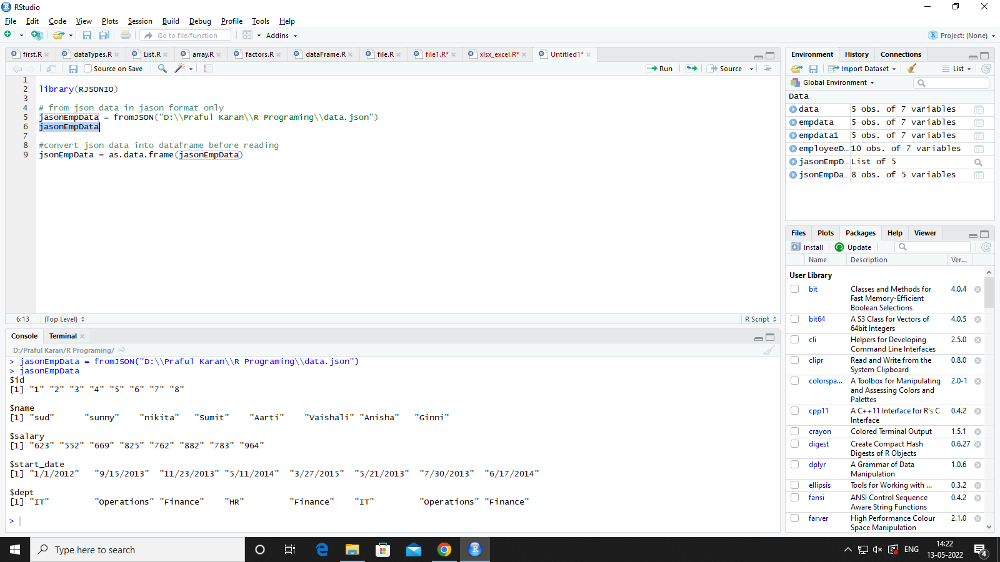 RStudio
File Edit Code View Plots Session Build Debug Profile Tools Help
Go to file/function Addins Project: (None)
first.R dataTypes.R List.R array.R factors.R dataFrame.R file.R file1.R* xlsx_excel.R* Untitled1*
Source on Save Run Source
1
2 library(RJSONIO)
3
4 # from json data in jason format only
5 jasonEmpData = fromJSON("D:\\Praful Karan\\R Programing\\data.json")
6 jasonEmpData
7
8 #convert json data into dataframe before reading
9 jsonEmpData = as.data.frame(jasonEmpData)
6:13 (Top Level) R Script
Console Terminal
D:/Praful Karan/R Programing/
> jasonEmpData = fromJSON("D:\\Praful Karan\\R Programing\\data.json")
> jasonEmpData
$id
[1] "1" "2" "3" "4" "5" "6" "7" "8"
$name
[1] "sud" "sunny" "nikita" "Sumit" "Aarti" "Vaishali" "Anisha" "Ginni"
$salary
[1] "623" "552" "669" "825" "762" "882" "783" "964"
$start_date
[1] "1/1/2012" "9/15/2013" "11/23/2013" "5/11/2014" "3/27/2015" "5/21/2013" "7/30/2013" "6/17/2014"
$dept
[1] "IT" "Operations" "Finance" "HR" "Finance" "IT" "Operations" "Finance"
>
Environment History Connections
Import Dataset List
Global Environment
Data
data 5 obs. of 7 variables
empdata 5 obs. of 7 variables
empdata1 5 obs. of 7 variables
employeeD... 10 obs. of 7 variables
jasonEmpD... List of 5
jsonEmpDa... 8 obs. of 5 variables
Files Plots Packages Help Viewer
Install Update
Name Description Ver...
User Library
bit Classes and Methods for 4.0.4
Fast Memory-Efficient
Boolean Selections
bit64 A S3 Class for Vectors of 4.0.5
64bit Integers
cli Helpers for Developing 2.5.0
Command Line Interfaces
clipr Read and Write from the 0.8.0
System Clipboard
colorspa... A Toolbox for Manipulating 2.0-1
and Assessing Colors and
Palettes
cpp11 A C++11 Interface for R's C 0.4.2
Interface
crayon Colored Terminal Output 1.5.1
digest Create Compact Hash 0.6.27
Digests of R Objects
dplyr A Grammar of Data 1.0.6
Manipulation
ellipsis Tools for Working with ... 0.3.2
fansi ANSI Control Sequence 0.4.2
Aware String Functions
farver High Performance Colour 2.1.0
Space Manipulation
Type here to search
ENG
14:22
13-05-2022
4